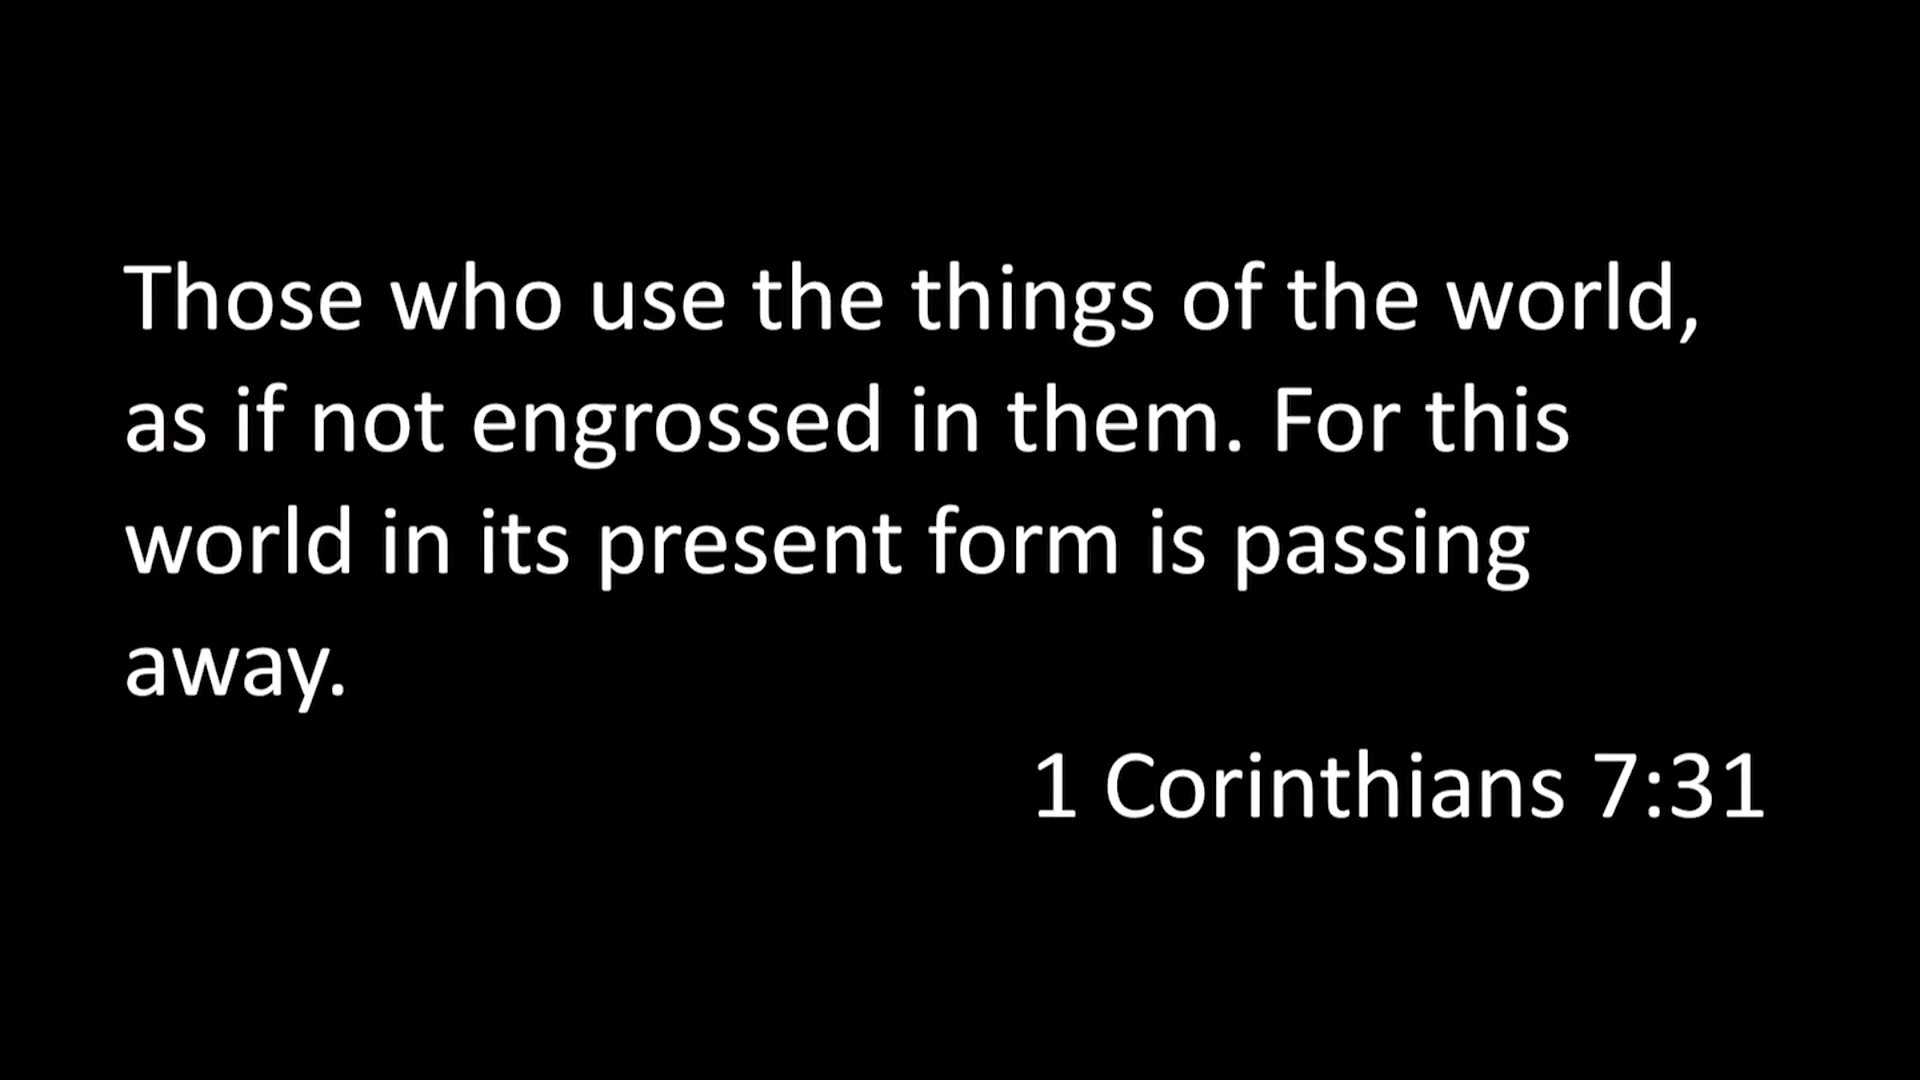 Those who use the things of the world,
as if not engrossed in them. For this
world in its present form is passing
away.
1 Corinthians 7:31